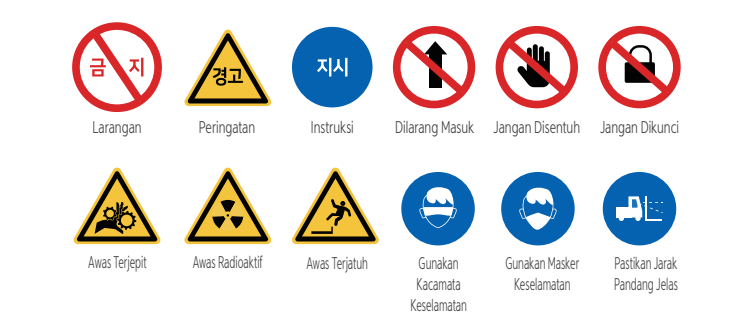 금 지
경고
지시
Larangan
Peringatan
Instruksi
Dilarang Masuk
Jangan Disentuh
Jangan Dikunci
Awas Terjepit
Awas Radioaktif
Awas Terjatuh
Gunakan
Kacamata
Keselamatan
Gunakan Masker
Keselamatan
Pastikan Jarak
Pandang Jelas